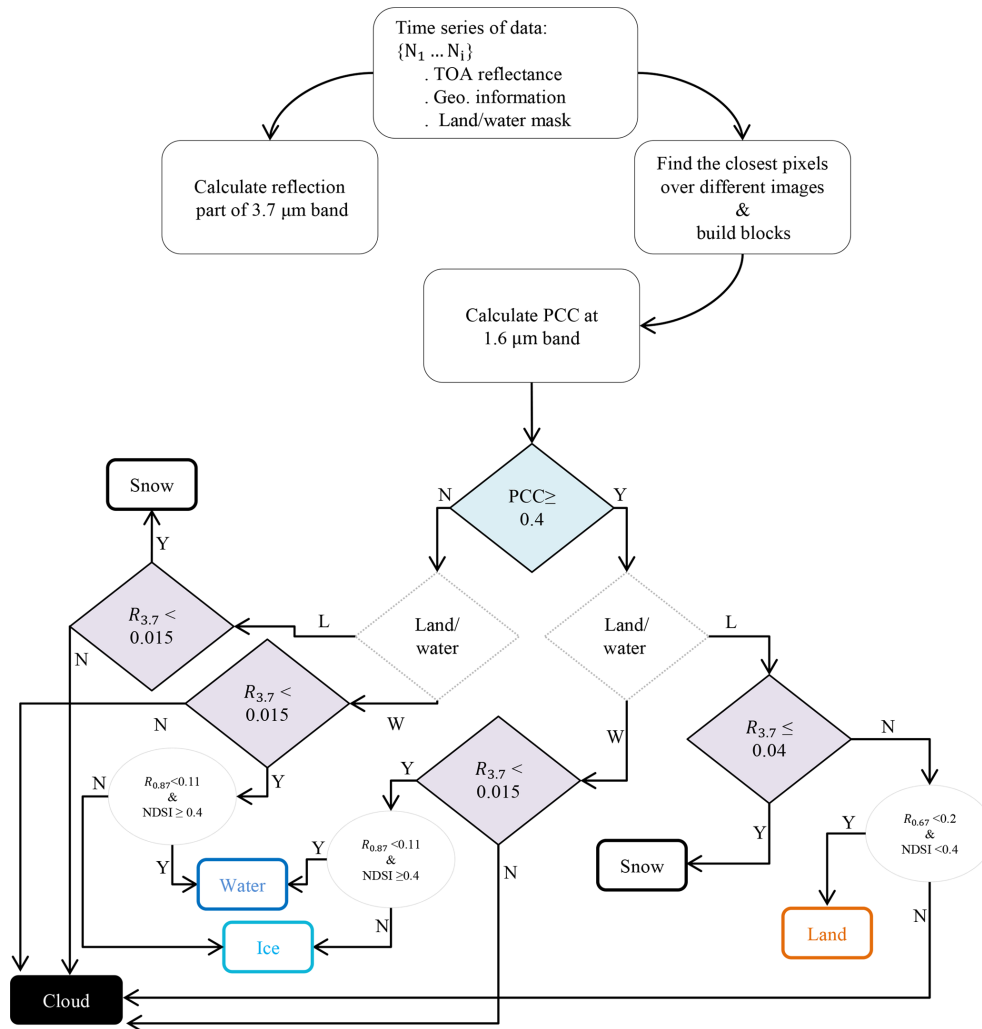 Time series of data:
{N₁ ... Nᵢ}
. TOA reflectance
. Geo. information
. Land/water mask
Calculate reflection
part of 3.7 μm band
Find the closest pixels
over different images
&
build blocks
Calculate PCC at
1.6 μm band
PCC≥
0.4
N
Y
Snow
Y
R₃.₇ <
0.015
L
N
Land/
water
Land/
water
L
R₃.₇ <
0.015
N
W
Y
W
R₃.₇ ≤
0.04
N
Y
R₃.₇ <
0.015
Y
N
N
R₀.₈₇<0.11
&
NDSI ≥ 0.4
Y
R₀.₈₇ <0.11
&
NDSI ≥0.4
Y
N
R₀.₆₇ <0.2
&
NDSI <0.4
Y
N
Water
Snow
Ice
Land
Cloud